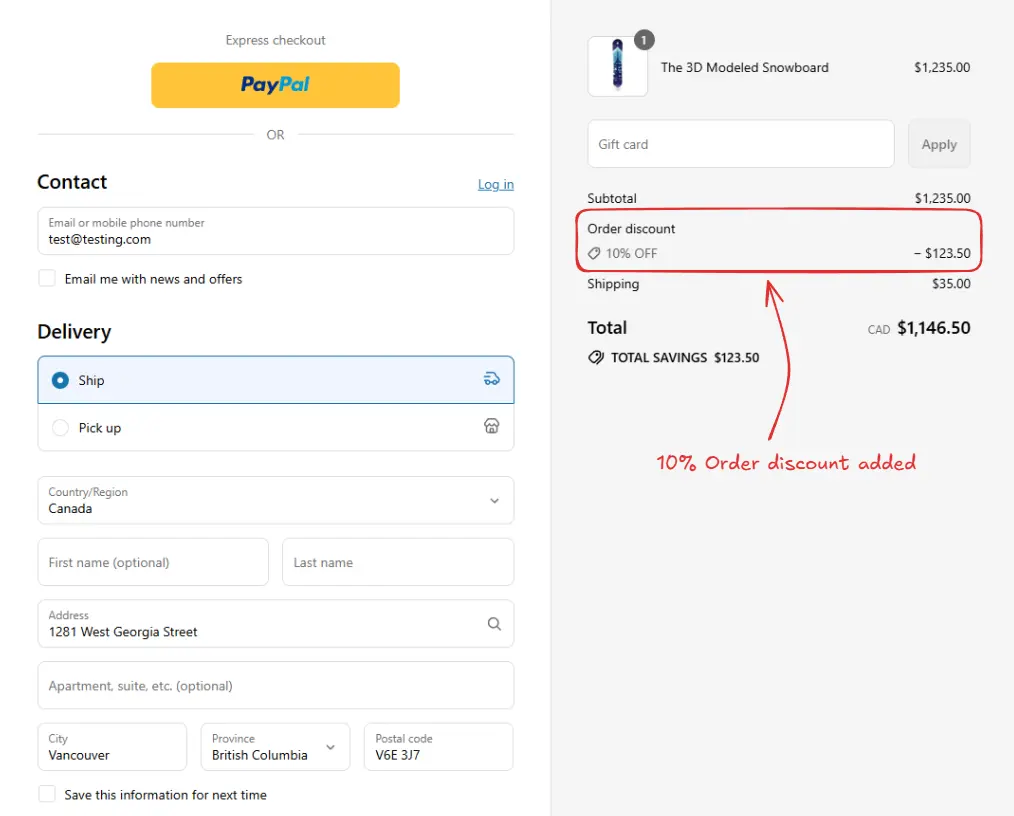 Express checkout
PayPal
OR
Contact
Log in
Email or mobile phone number
test@testing.com
Email me with news and offers
Delivery
Ship
Pick up
Country/Region
Canada
First name (optional)
Last name
Address
1281 West Georgia Street
Apartment, suite, etc. (optional)
City
Vancouver
Province
British Columbia
Postal code
V6E 3J7
Save this information for next time
1
The 3D Modeled Snowboard $1,235.00
Gift card
Apply
Subtotal $1,235.00
Order discount
10% OFF − $123.50
Shipping $35.00
Total CAD $1,146.50
TOTAL SAVINGS $123.50
10% Order discount added